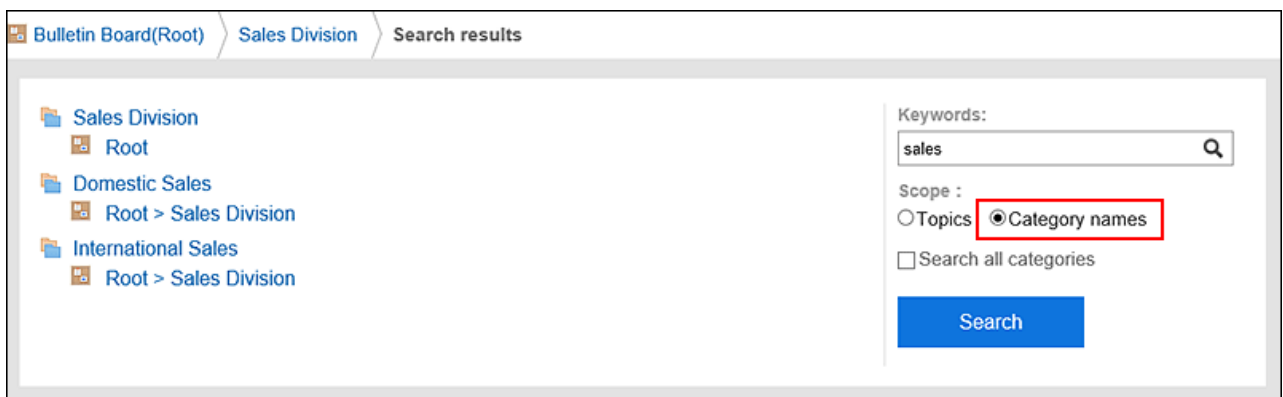 Bulletin Board(Root) Sales Division Search results
Sales Division
Root
Domestic Sales
Root > Sales Division
International Sales
Root > Sales Division
Keywords:
sales
Scope :
Topics Category names
Search all categories
Search